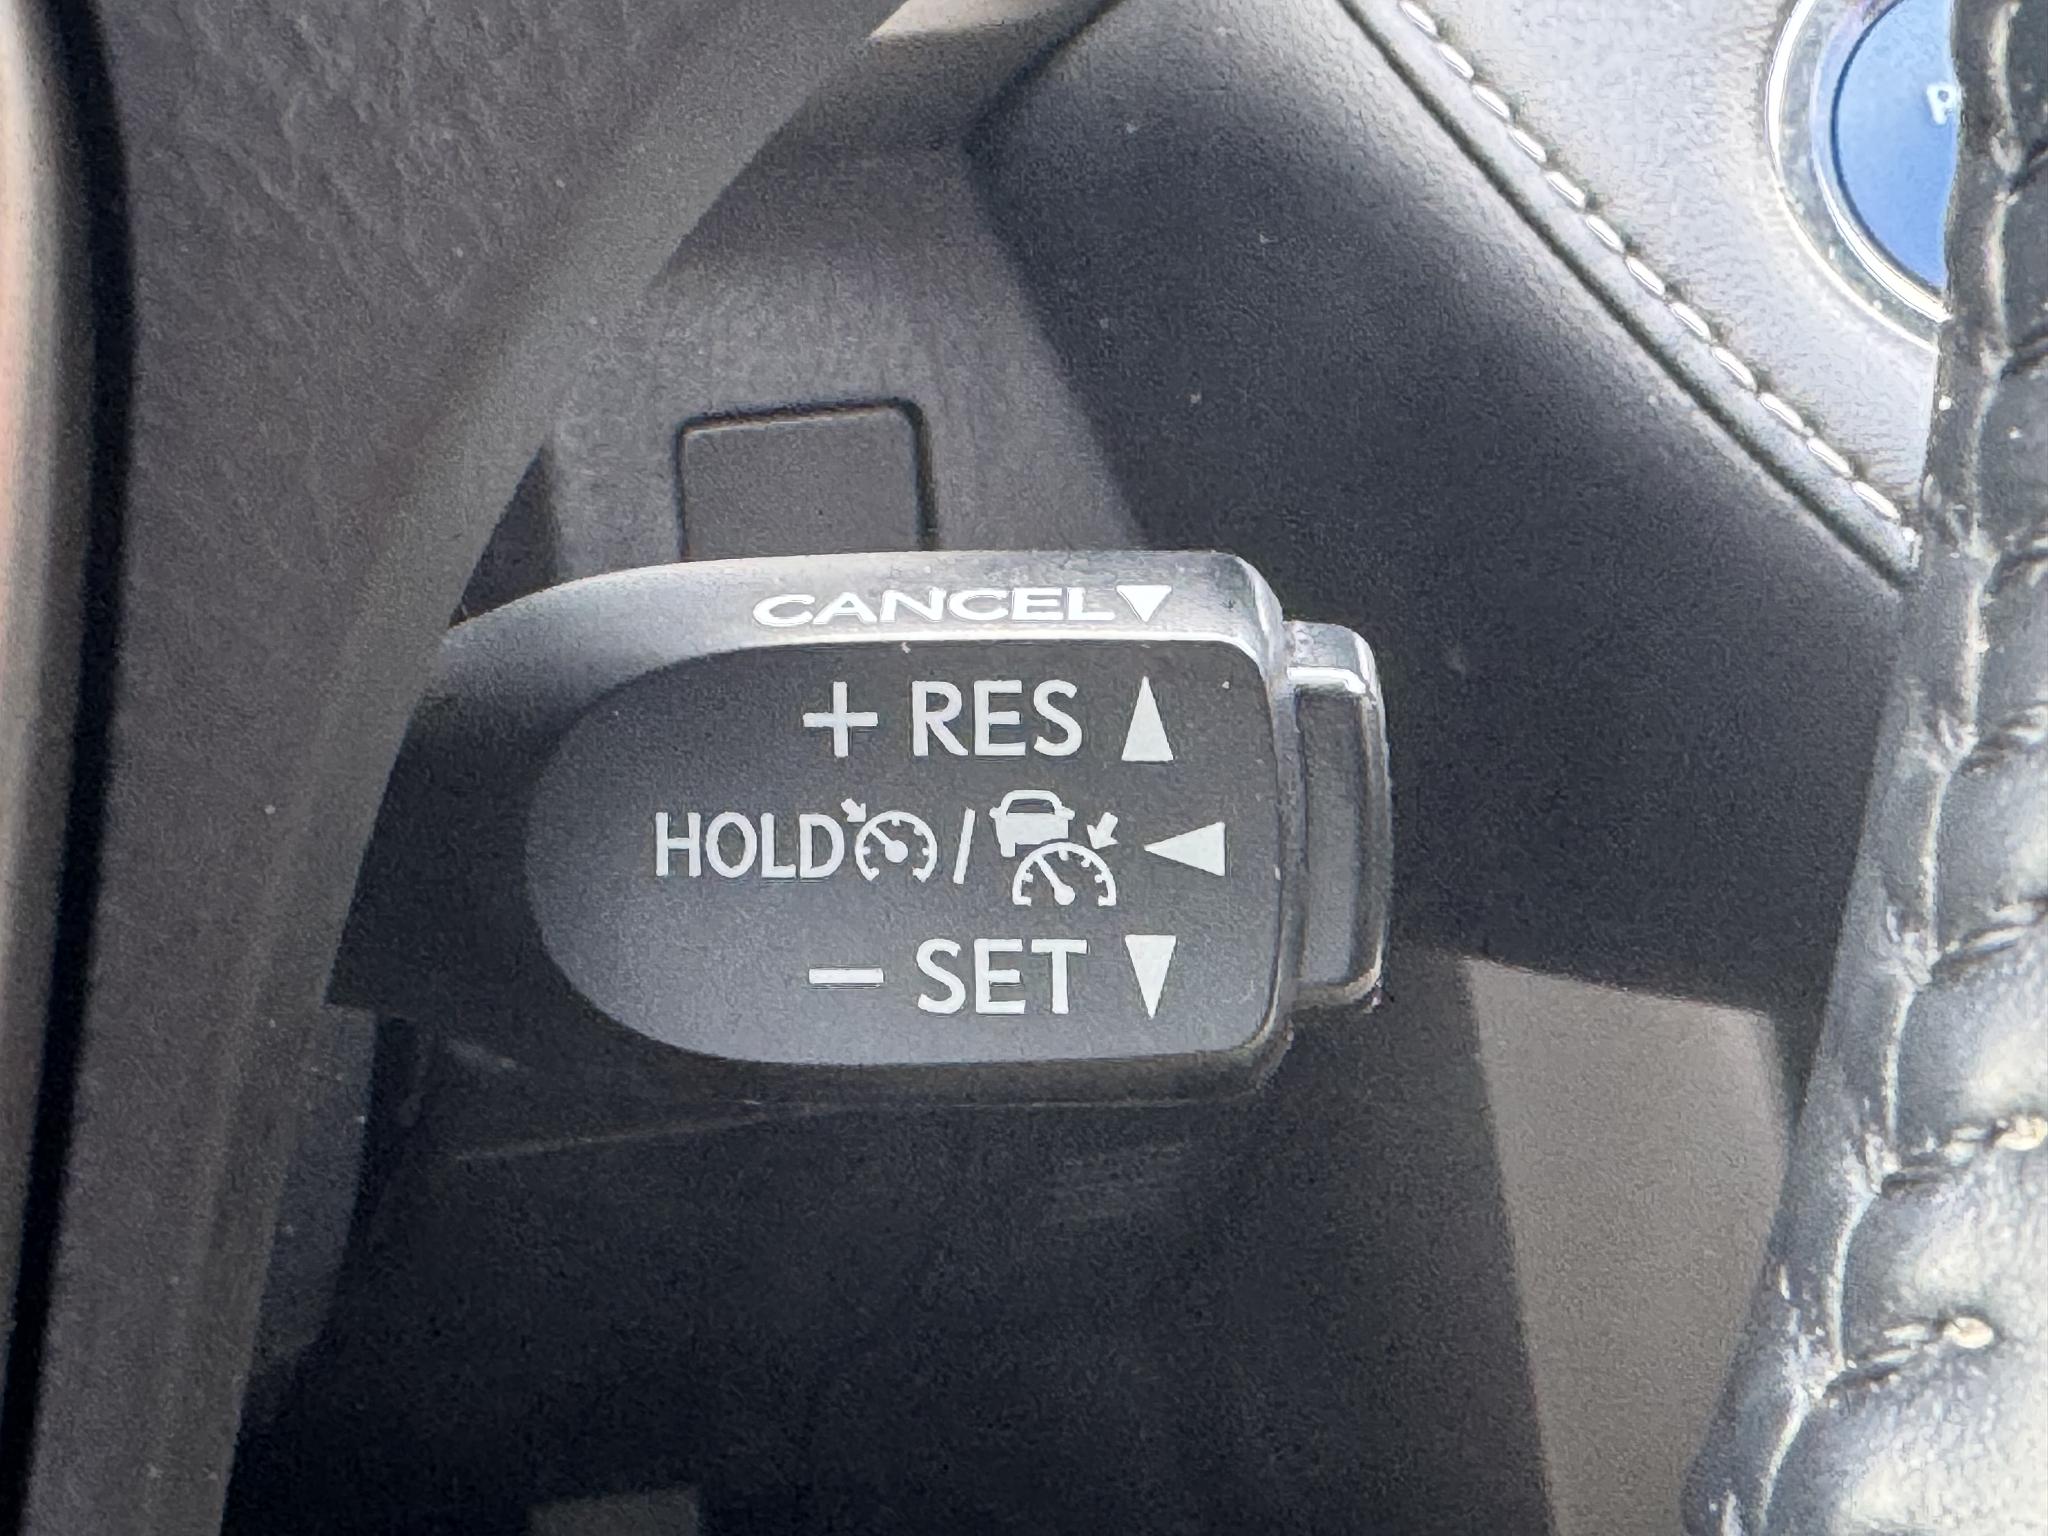 CANCEL▼
+ RES ▲
HOLD / ◀
− SET ▼
P